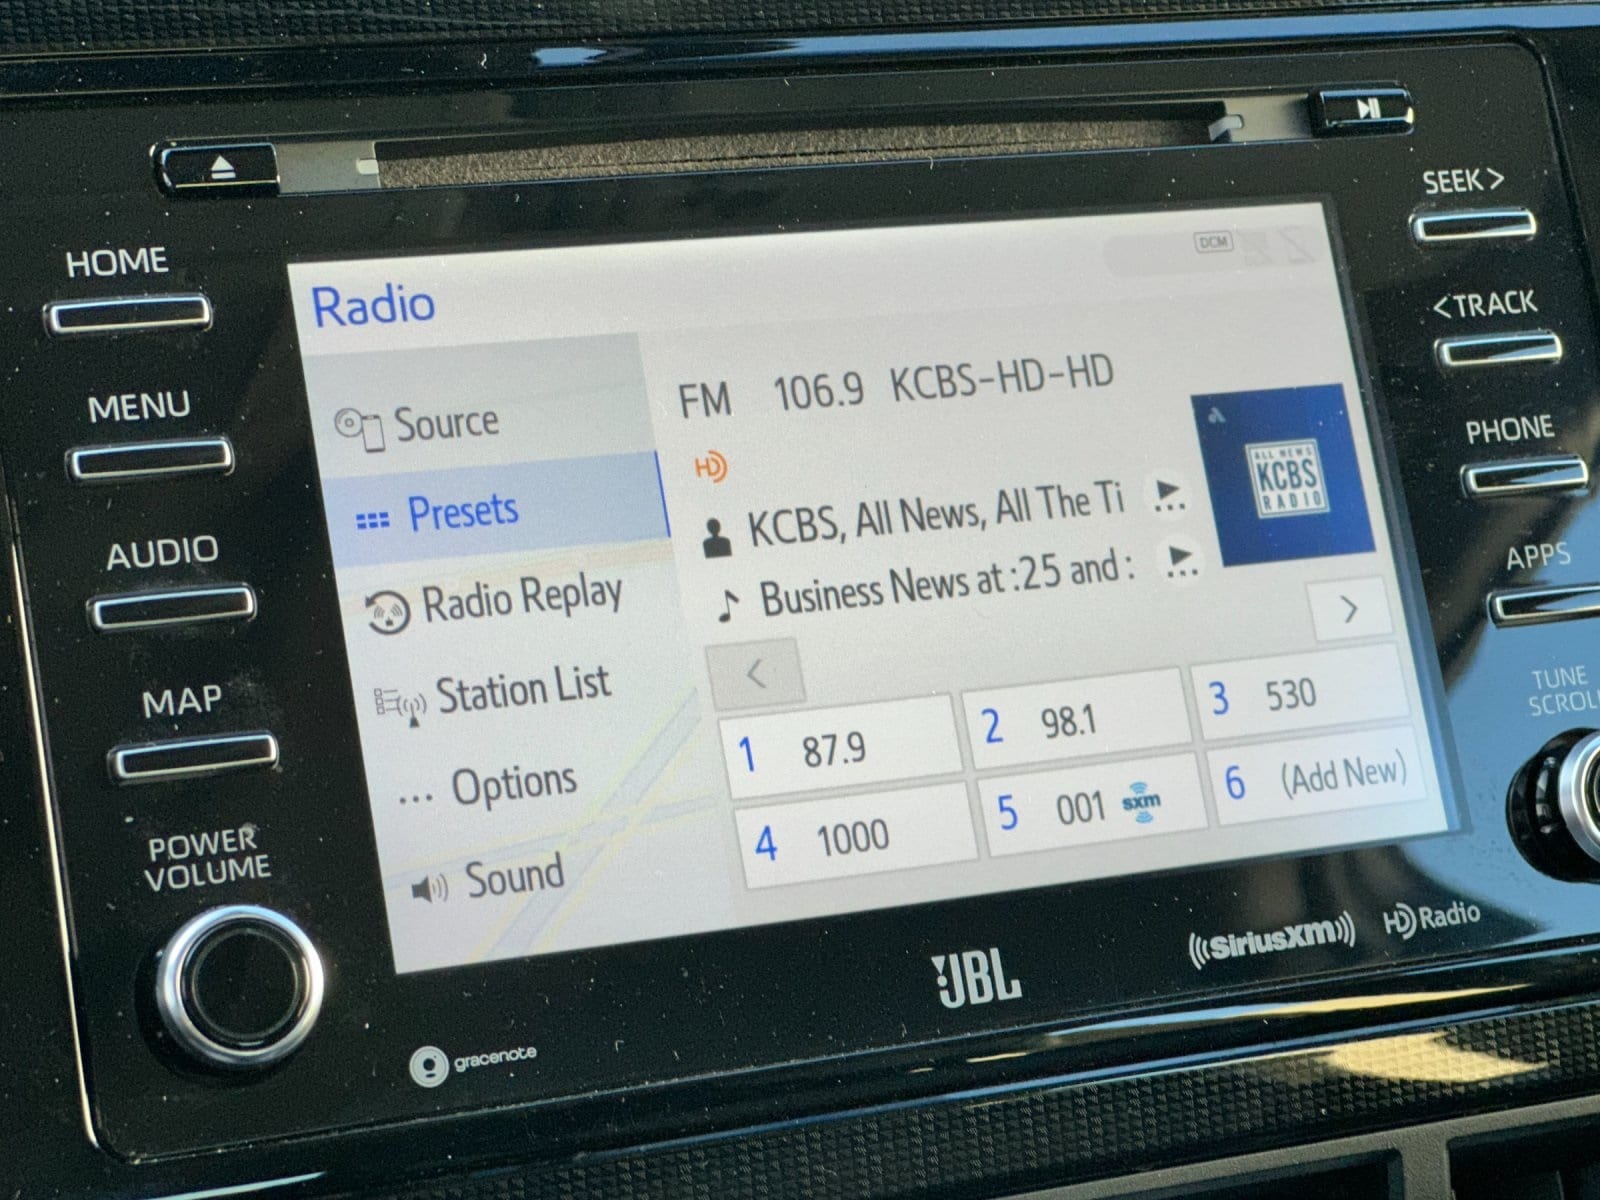 SEEK >
HOME
DCM
Radio
< TRACK
FM 106.9 KCBS-HD-HD
MENU
Source
HD
ALL NEWS
KCBS
RADIO
PHONE
Presets
KCBS, All News, All The Ti
AUDIO
Business News at :25 and :
APPS
Radio Replay
<
>
MAP
Station List
1 87.9
2 98.1
3 530
TUNE
SCROLL
Options
4 1000
5 001 sxm
6 (Add New)
POWER
VOLUME
Sound
JBL
SiriusXM
HD Radio
gracenote